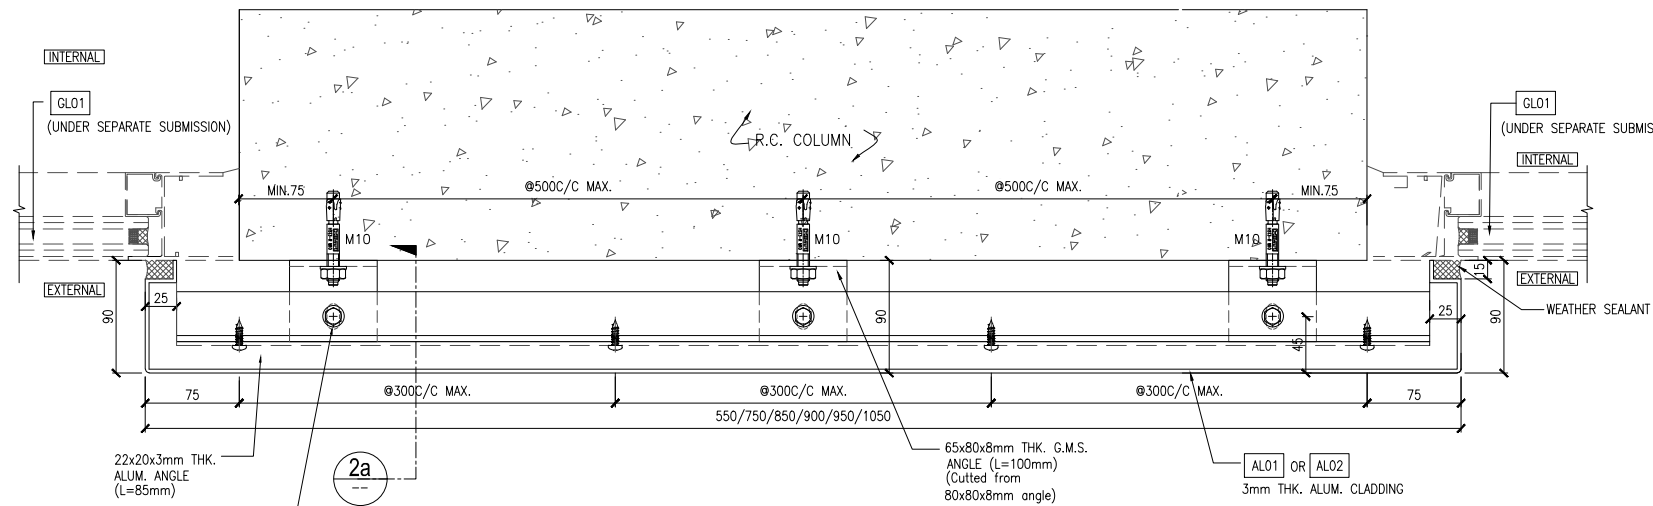 INTERNAL
GL01
(UNDER SEPARATE SUBMISSION)
R.C. COLUMN
GL01
(UNDER SEPARATE SUBMIS
INTERNAL
MIN.75
@500C/C MAX.
@500C/C MAX.
MIN.75
M10
M10
M10
EXTERNAL
EXTERNAL
15
25
25
90
90
90
45
WEATHER SEALANT
75
@300C/C MAX.
@300C/C MAX.
@300C/C MAX.
75
550/750/850/900/950/1050
22x20x3mm THK.
ALUM. ANGLE
(L=85mm)
2a
--
65x80x8mm THK. G.M.S.
ANGLE (L=100mm)
(Cutted from
80x80x8mm angle)
AL01 OR AL02
3mm THK. ALUM. CLADDING